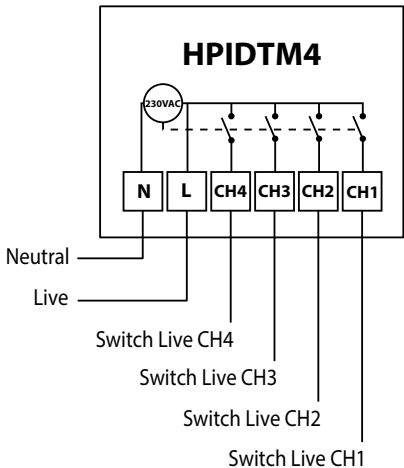 HPIDTM4
230VAC
N L CH4 CH3 CH2 CH1
Neutral
Live
Switch Live CH4
Switch Live CH3
Switch Live CH2
Switch Live CH1